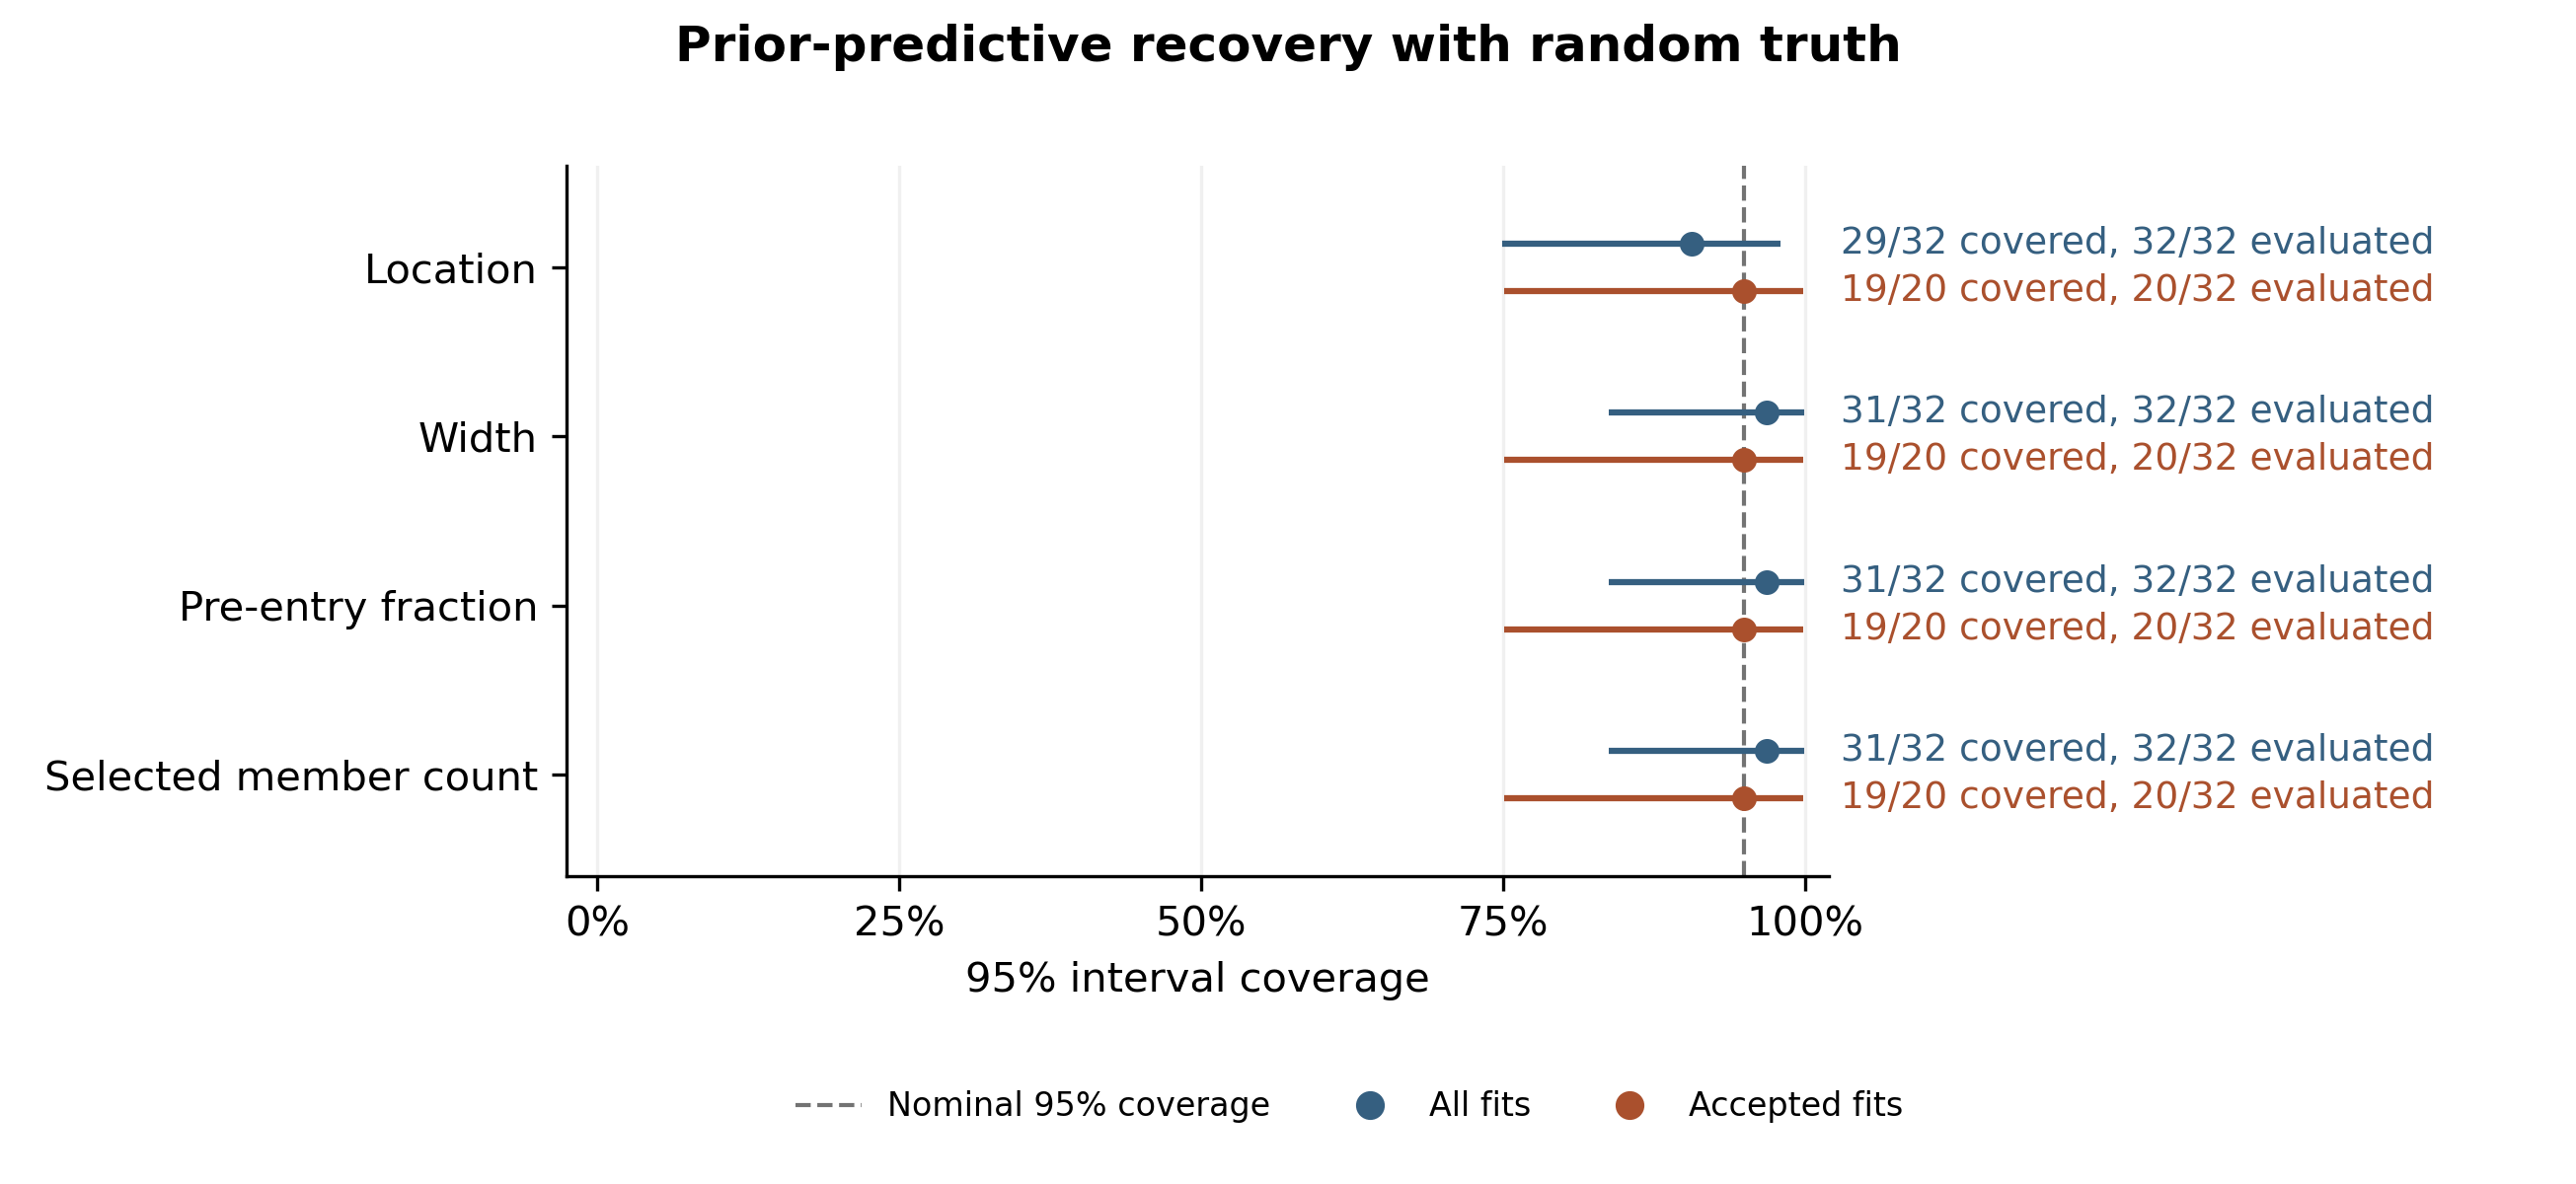 Prior-predictive recovery with random truth
Location
29/32 covered, 32/32 evaluated
19/20 covered, 20/32 evaluated
Width
31/32 covered, 32/32 evaluated
19/20 covered, 20/32 evaluated
Pre-entry fraction
31/32 covered, 32/32 evaluated
19/20 covered, 20/32 evaluated
Selected member count
31/32 covered, 32/32 evaluated
19/20 covered, 20/32 evaluated
0% 25% 50% 75% 100%
95% interval coverage
Nominal 95% coverage All fits Accepted fits